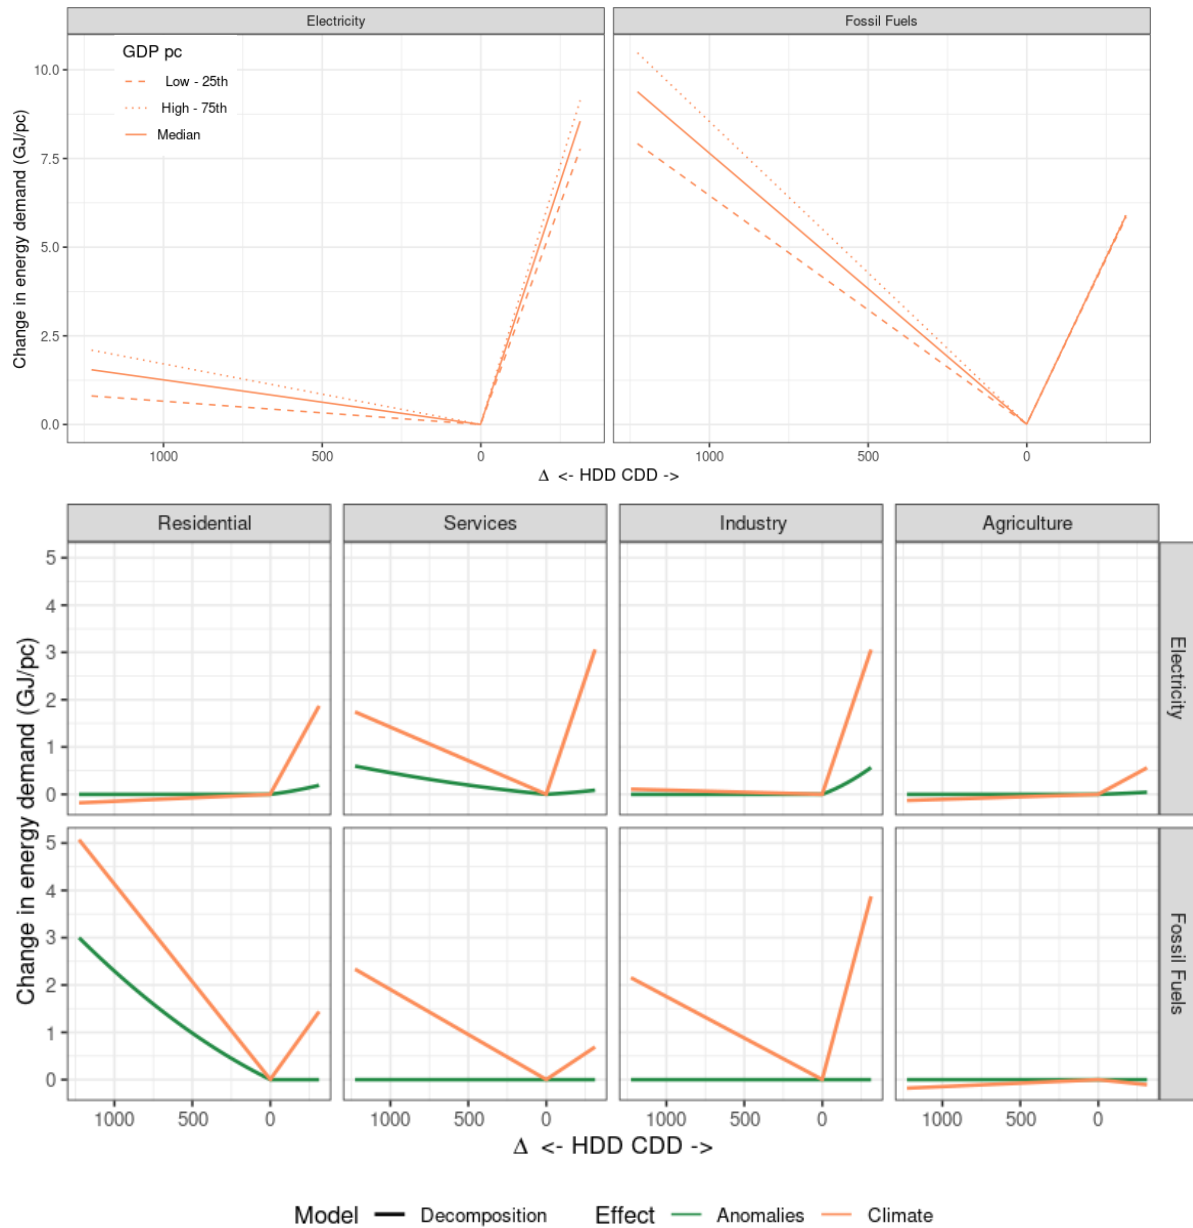 Electricity
Fossil Fuels
GDP pc
Low - 25th
High - 75th
Median
Change in energy demand (GJ/pc)
10.0
7.5
5.0
2.5
0.0
1000 500 0
1000 500 0
Δ <- HDD CDD ->
Residential
Services
Industry
Agriculture
Change in energy demand (GJ/pc)
5
4
3
2
1
0
Electricity
5
4
3
2
1
0
Fossil Fuels
1000 500 0
1000 500 0
1000 500 0
1000 500 0
Δ <- HDD CDD ->
Model Decomposition Effect Anomalies Climate